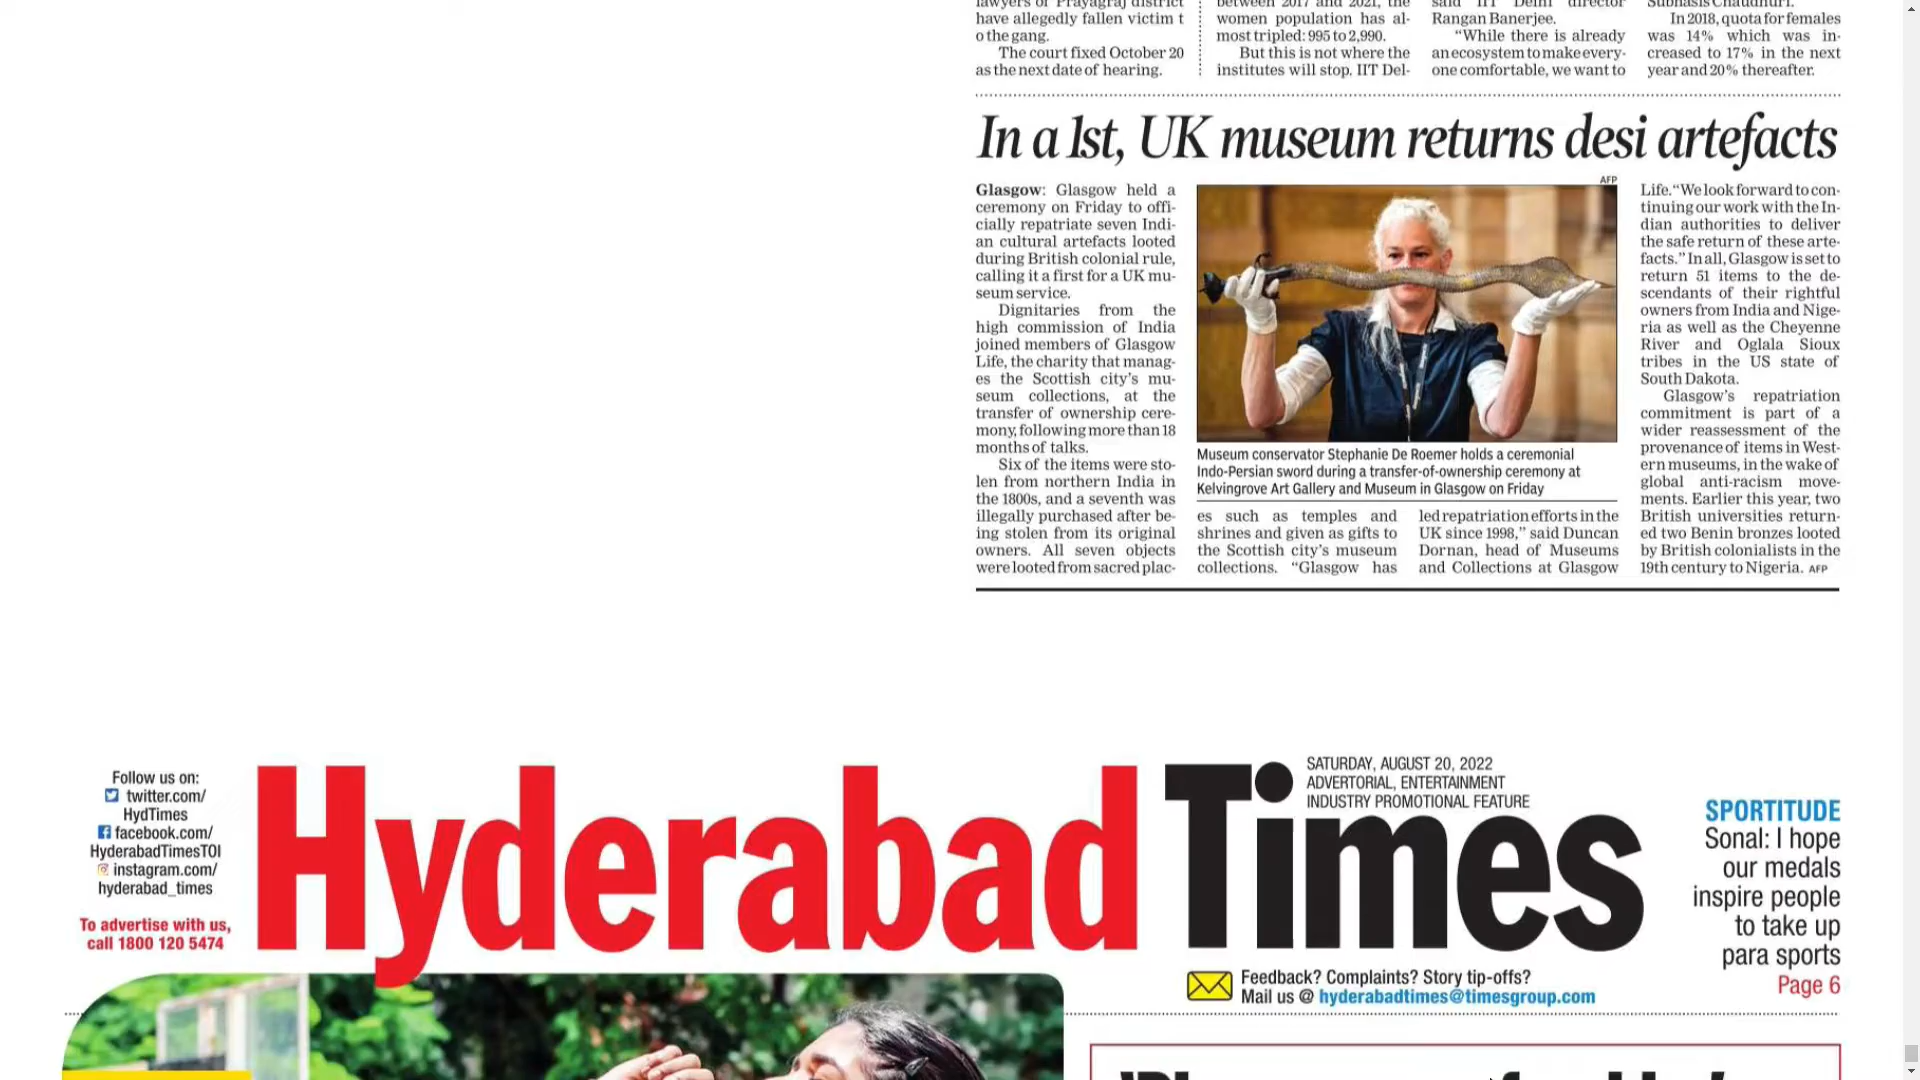 lawyers of Prayagraj district
have allegedly fallen victim t
o the gang.
The court fixed October 20
as the next date of hearing.
between 2017 and 2021, the
women population has al-
most tripled: 995 to 2,990.
But this is not where the
institutes will stop. IIT Del-
said IIT Delhi director
Rangan Banerjee.
“While there is already
an ecosystem to make every-
one comfortable, we want to
Subhasis Chaudhuri.
In 2018, quota for females
was 14% which was in-
creased to 17% in the next
year and 20% thereafter.
In a 1st, UK museum returns desi artefacts
Glasgow: Glasgow held a
ceremony on Friday to offi-
cially repatriate seven Indi-
an cultural artefacts looted
during British colonial rule,
calling it a first for a UK mu-
seum service.
Dignitaries from the
high commission of India
joined members of Glasgow
Life, the charity that manag-
es the Scottish city’s mu-
seum collections, at the
transfer of ownership cere-
mony, following more than 18
months of talks.
Six of the items were sto-
len from northern India in
the 1800s, and a seventh was
illegally purchased after be-
ing stolen from its original
owners. All seven objects
were looted from sacred plac-
AFP
Museum conservator Stephanie De Roemer holds a ceremonial
Indo-Persian sword during a transfer-of-ownership ceremony at
Kelvingrove Art Gallery and Museum in Glasgow on Friday
es such as temples and
shrines and given as gifts to
the Scottish city’s museum
collections. “Glasgow has
led repatriation efforts in the
UK since 1998,” said Duncan
Dornan, head of Museums
and Collections at Glasgow
Life. “We look forward to con-
tinuing our work with the In-
dian authorities to deliver
the safe return of these arte-
facts.” In all, Glasgow is set to
return 51 items to the de-
scendants of their rightful
owners from India and Nige-
ria as well as the Cheyenne
River and Oglala Sioux
tribes in the US state of
South Dakota.
Glasgow’s repatriation
commitment is part of a
wider reassessment of the
provenance of items in West-
ern museums, in the wake of
global anti-racism move-
ments. Earlier this year, two
British universities return-
ed two Benin bronzes looted
by British colonialists in the
19th century to Nigeria. AFP
Follow us on:
twitter.com/
HydTimes
facebook.com/
HyderabadTimesTOI
instagram.com/
hyderabad_times
To advertise with us,
call 1800 120 5474
Hyderabad Times
SATURDAY, AUGUST 20, 2022
ADVERTORIAL, ENTERTAINMENT
INDUSTRY PROMOTIONAL FEATURE
Feedback? Complaints? Story tip-offs?
Mail us @ hyderabadtimes@timesgroup.com
SPORTITUDE
Sonal: I hope
our medals
inspire people
to take up
para sports
Page 6